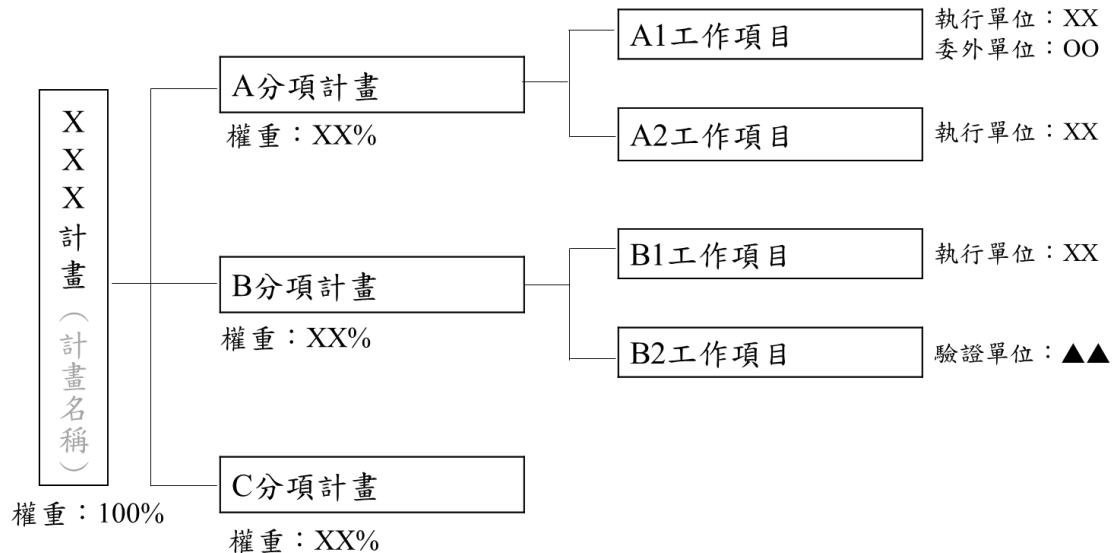 XXX計畫（計畫名稱）
權重：100%
A分項計畫
權重：XX%
A1工作項目
執行單位：XX
委外單位：OO
A2工作項目
執行單位：XX
B分項計畫
權重：XX%
B1工作項目
執行單位：XX
B2工作項目
驗證單位：▲▲
C分項計畫
權重：XX%